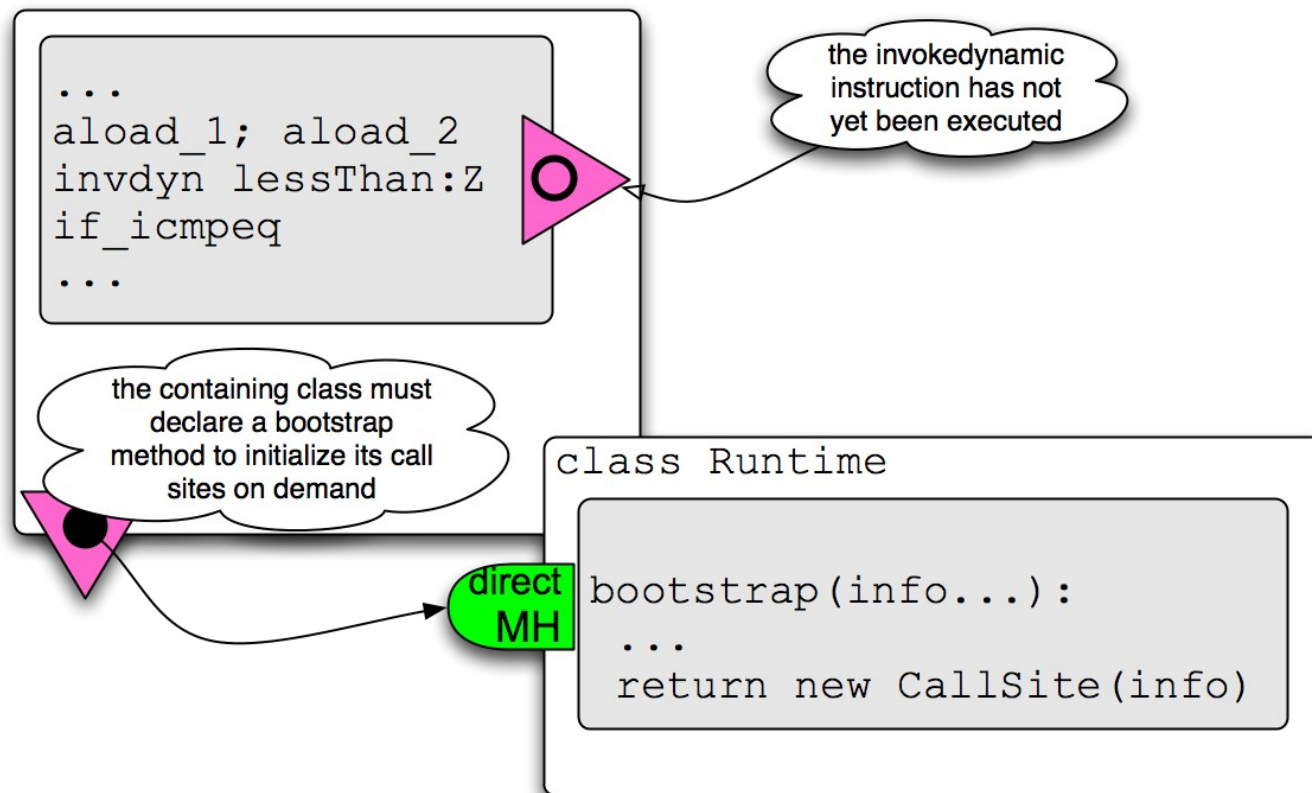 ...
aload_1; aload_2
invdyn lessThan:Z
if_icmpeq
...
the invokedynamic
instruction has not
yet been executed
the containing class must
declare a bootstrap
method to initialize its call
sites on demand
class Runtime
direct
MH
bootstrap(info...):
...
return new CallSite(info)